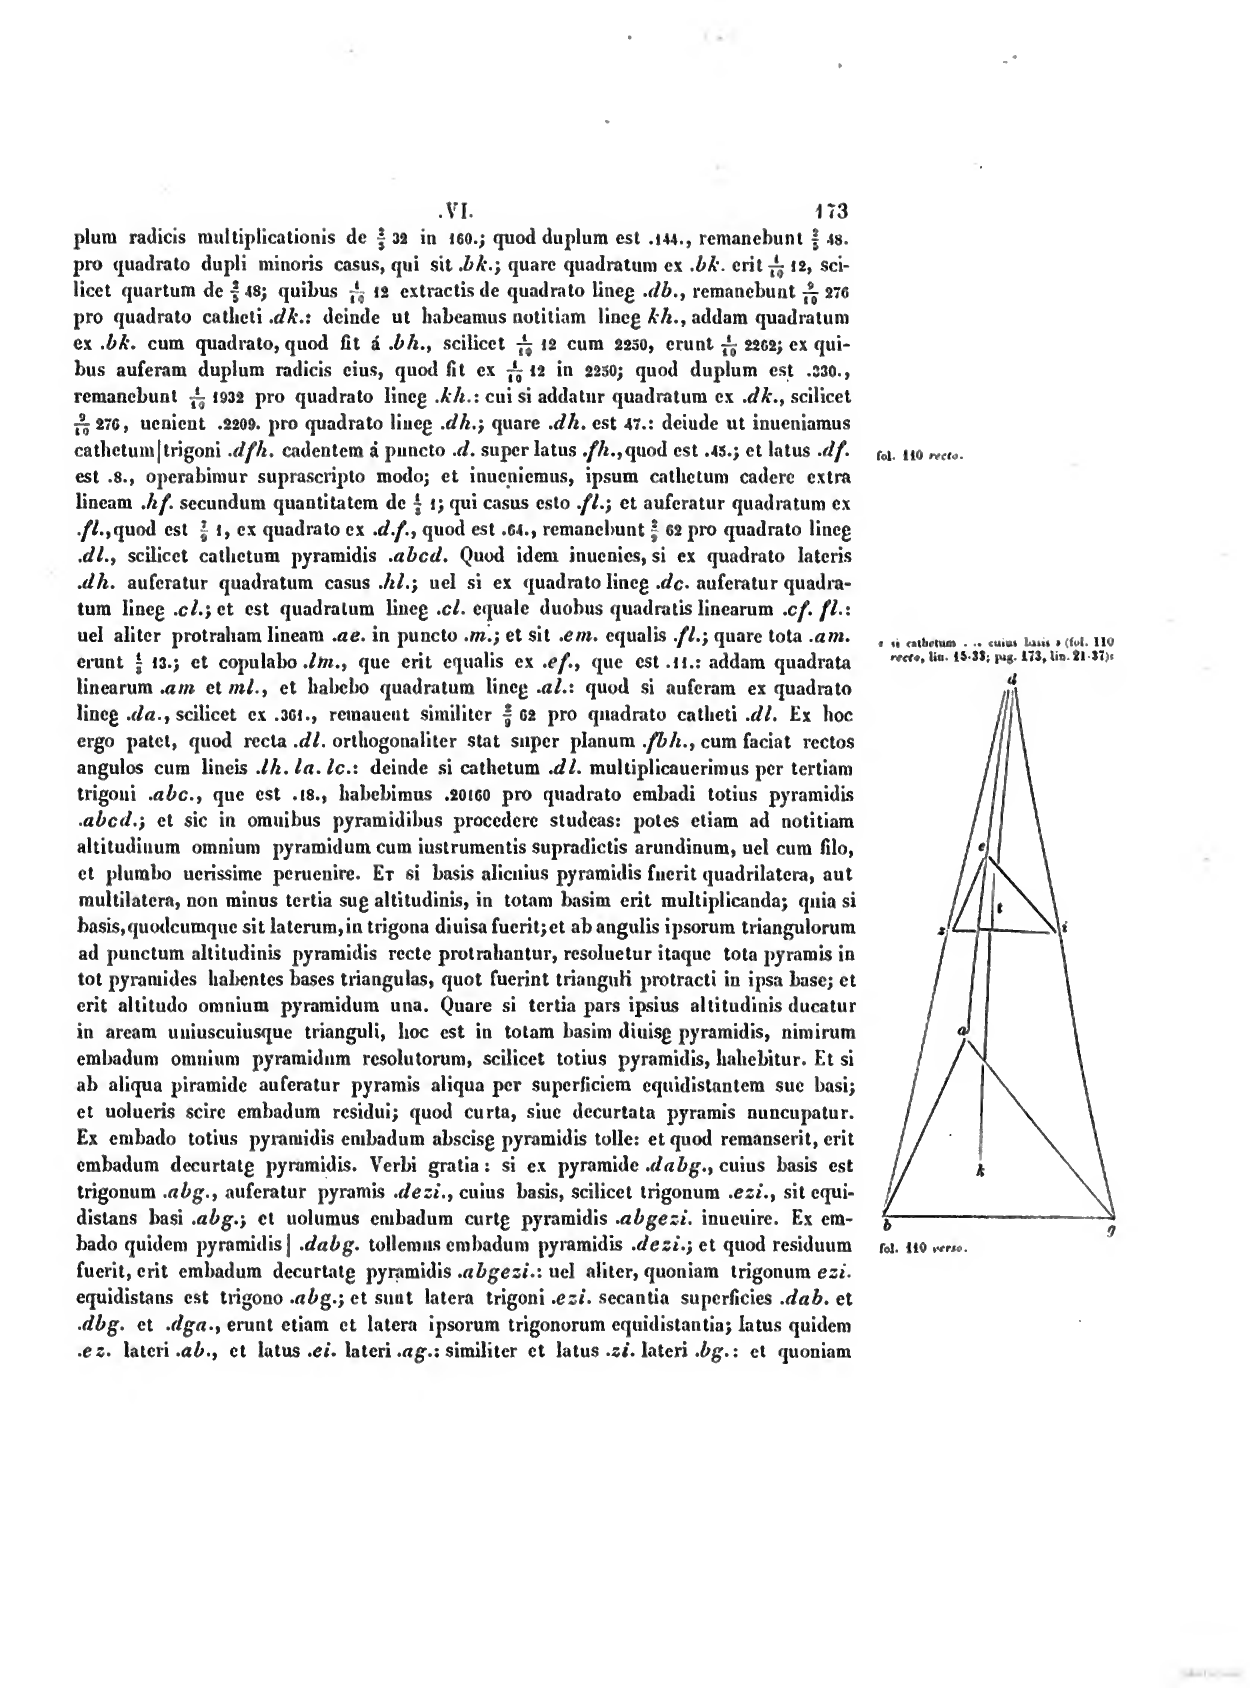 .VI. 173
plum radicis multiplicationis de 2/5 32 in 160.; quod duplum est .144., remanebunt 2/5 48.
pro quadrato dupli minoris casus, qui sit .bk.; quare quadratum ex .bk. erit 1/10 12, sci-
licet quartum de 2/5 48; quibus 1/10 12 extractis de quadrato lineę .db., remanebunt 9/10 276
pro quadrato catheti .dk.: deinde ut habeamus notitiam lineę kh., addam quadratum
ex .bk. cum quadrato, quod fit á .bh., scilicet 1/10 12 cum 2250, erunt 1/10 2262; ex qui-
bus auferam duplum radicis eius, quod fit ex 1/10 12 in 2250; quod duplum est .330.,
remanebunt 1/10 1932 pro quadrato lineę .kh.: cui si addatur quadratum ex .dk., scilicet
9/10 276, uenient .2209. pro quadrato lineę .dh.; quare .dh. est 47.: deiude ut inueniamus
cathetum|trigoni .dfh. cadentem á puncto .d. super latus .fh., quod est .45.; et latus .df.
est .8., operabimur suprascripto modo; et inueniemus, ipsum cathetum cadere extra
lineam .hf. secundum quantitatem de 1/3 1; qui casus esto .fl.; et auferatur quadratum ex
.fl., quod est 7/9 1, ex quadrato ex .d.f., quod est .64., remanebunt 2/9 62 pro quadrato lineę
.dl., scilicet cathetum pyramidis .abcd. Quod idem inuenies, si ex quadrato lateris
.dh. auferatur quadratum casus .hl.; uel si ex quadrato lineę .dc. auferatur quadra-
tum lineę .cl.; et est quadratum lineę .cl. equale duobus quadratis linearum .cf. fl.:
uel aliter protraham lineam .ae. in puncto .m.; et sit .em. equalis .fl.; quare tota .am.
erunt 1/3 13.; et copulabo .lm., que erit equalis ex .ef., que est .11.: addam quadrata
linearum .am et ml., et habebo quadratum lineę .al.: quod si auferam ex quadrato
lineę .da., scilicet ex .361., remaueut similiter 2/9 62 pro quadrato catheti .dl. Ex hoc
ergo patet, quod recta .dl. orthogonaliter stat super planum .fbh., cum faciat rectos
angulos cum lineis .lh. la. lc.: deinde si cathetum .dl. multiplicauerimus per tertiam
trigoni .abc., que est .18., habebimus .20160 pro quadrato embadi totius pyramidis
.abcd.; et sic in omuibus pyramidibus procedere studeas: potes etiam ad notitiam
altitudinum omnium pyramidum cum iustrumentis supradictis arundinum, uel cum filo,
et plumbo uerissime peruenire. Et si basis alicuius pyramidis fuerit quadrilatera, aut
multilatera, non minus tertia suę altitudinis, in totam basim erit multiplicanda; quia si
basis, quodcumque sit laterum, in trigona diuisa fuerit; et ab angulis ipsorum triangulorum
ad punctum altitudinis pyramidis recte protrahantur, resoluetur itaque tota pyramis in
tot pyramides habentes bases triangulas, quot fuerint trianguli protracti in ipsa base; et
erit altitudo omnium pyramidum una. Quare si tertia pars ipsius altitudinis ducatur
in aream uniuscuiusque trianguli, hoc est in totam basim diuisę pyramidis, nimirum
embadum omnium pyramidum resolutorum, scilicet totius pyramidis, habebitur. Et si
ab aliqua piramide auferatur pyramis aliqua per superficiem equidistantem sue basi;
et uolueris scire embadum residui; quod curta, siue decurtata pyramis nuncupatur.
Ex embado totius pyramidis embadum abscisę pyramidis tolle: et quod remanserit, erit
embadum decurtatę pyramidis. Verbi gratia: si ex pyramide .dabg., cuius basis est
trigonum .abg., auferatur pyramis .dezi., cuius basis, scilicet trigonum .ezi., sit equi-
distans basi .abg.; et uolumus embadum curtę pyramidis .abgezi. inueuire. Ex em-
bado quidem pyramidis| .dabg. tollemus embadum pyramidis .dezi.; et quod residuum
fuerit, erit embadum decurtatę pyramidis .abgezi.: uel aliter, quoniam trigonum ezi.
equidistans est trigono .abg.; et sunt latera trigoni .ezi. secantia superficies .dab. et
.dbg. et .dga., erunt etiam et latera ipsorum trigonorum equidistantia; latus quidem
.ez. lateri .ab., et latus .ei. lateri .ag.: similiter et latus .zi. lateri .bg.: et quoniam
fol. 110 recto.
« si cathetum . .. cuius basis » (fol. 110
recto, lin. 15-33; pag. 173, lin. 21-37):
d
e
t
z i
a
k
b g
fol. 110 verso.